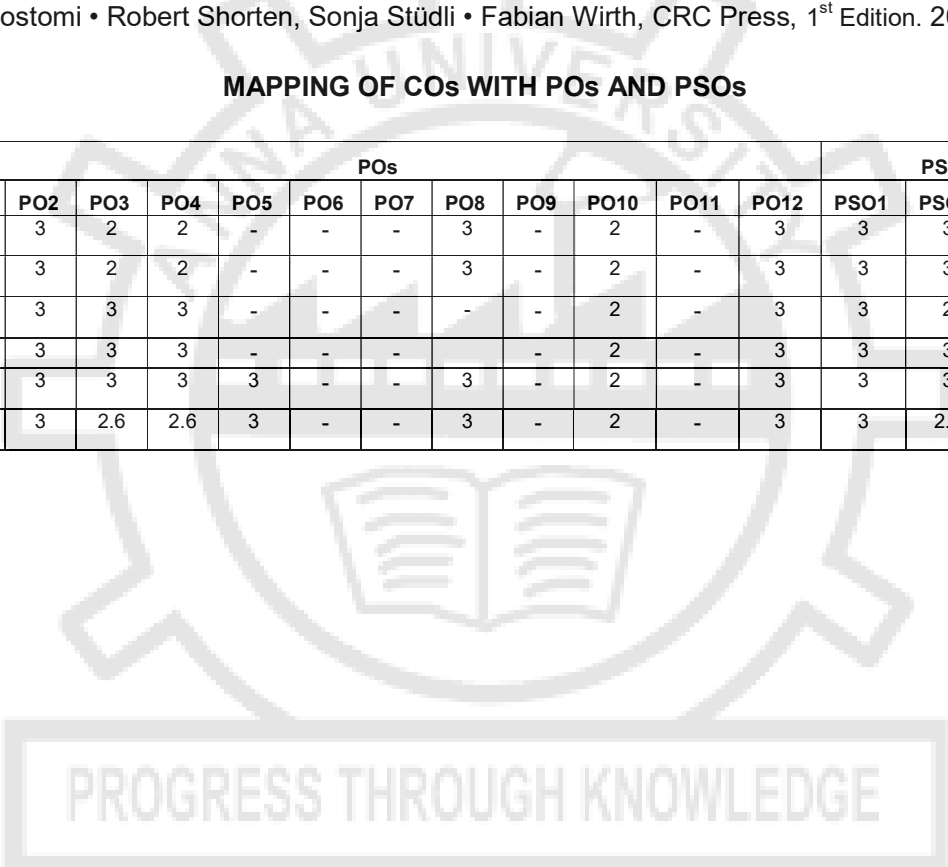 ostomi • Robert Shorten, Sonja Stüdli • Fabian Wirth, CRC Press, 1st Edition. 20
MAPPING OF COs WITH POs AND PSOs
POs PS
PO2 PO3 PO4 PO5 PO6 PO7 PO8 PO9 PO10 PO11 PO12 PSO1 PS
3 2 2 - - - 3 - 2 - 3 3 3
3 2 2 - - - 3 - 2 - 3 3 3
3 3 3 - - - - - 2 - 3 3 2
3 3 3 - - - - 2 - 3 3 3
3 3 3 3 - - 3 - 2 - 3 3 3
3 2.6 2.6 3 - - 3 - 2 - 3 3 2.
ANNA UNIVERSITY
PROGRESS THROUGH KNOWLEDGE